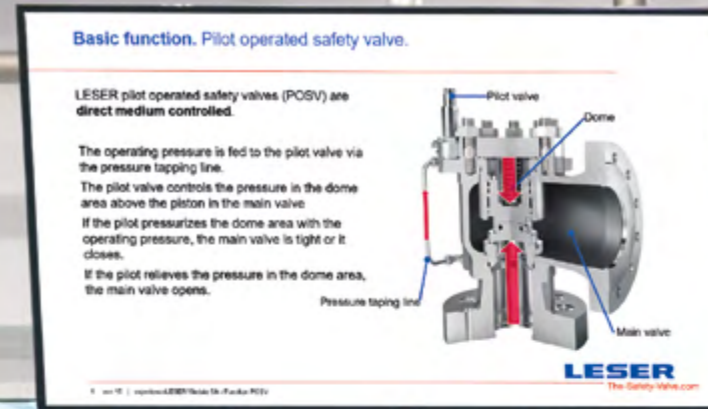 Basic function. Pilot operated safety valve.
LESER pilot operated safety valves (POSV) are
direct medium controlled.
The operating pressure is fed to the pilot valve via
the pressure tapping line.
The pilot valve controls the pressure in the dome
area above the piston in the main valve
If the pilot pressurizes the dome area with the
operating pressure, the main valve is tight or it
closes.
If the pilot relieves the pressure in the dome area,
the main valve opens.
Pilot valve
Dome
Pressure taping line
Main valve
LESER
The-Safety-Valve.com